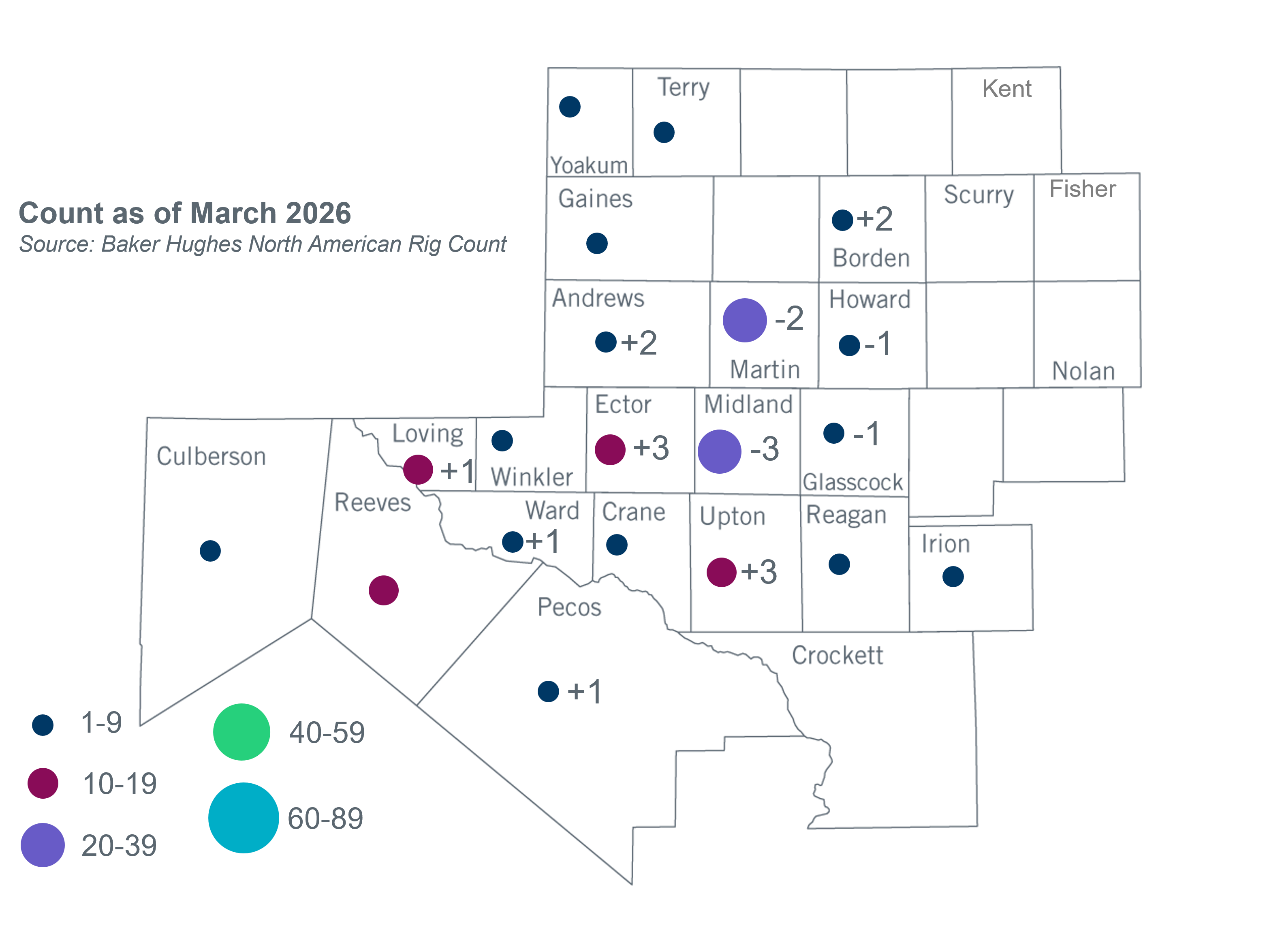 Terry
Kent
Yoakum
Count as of March 2026
Source: Baker Hughes North American Rig Count
Gaines
Scurry
Fisher
+2
Borden
Andrews
+2
-2
Martin
Howard
-1
Nolan
Culberson
Loving
+1
Winkler
Ector
+3
Midland
-3
-1
Glasscock
Reeves
Ward
+1
Crane
Upton
+3
Reagan
Irion
Pecos
+1
Crockett
1-9
10-19
20-39
40-59
60-89